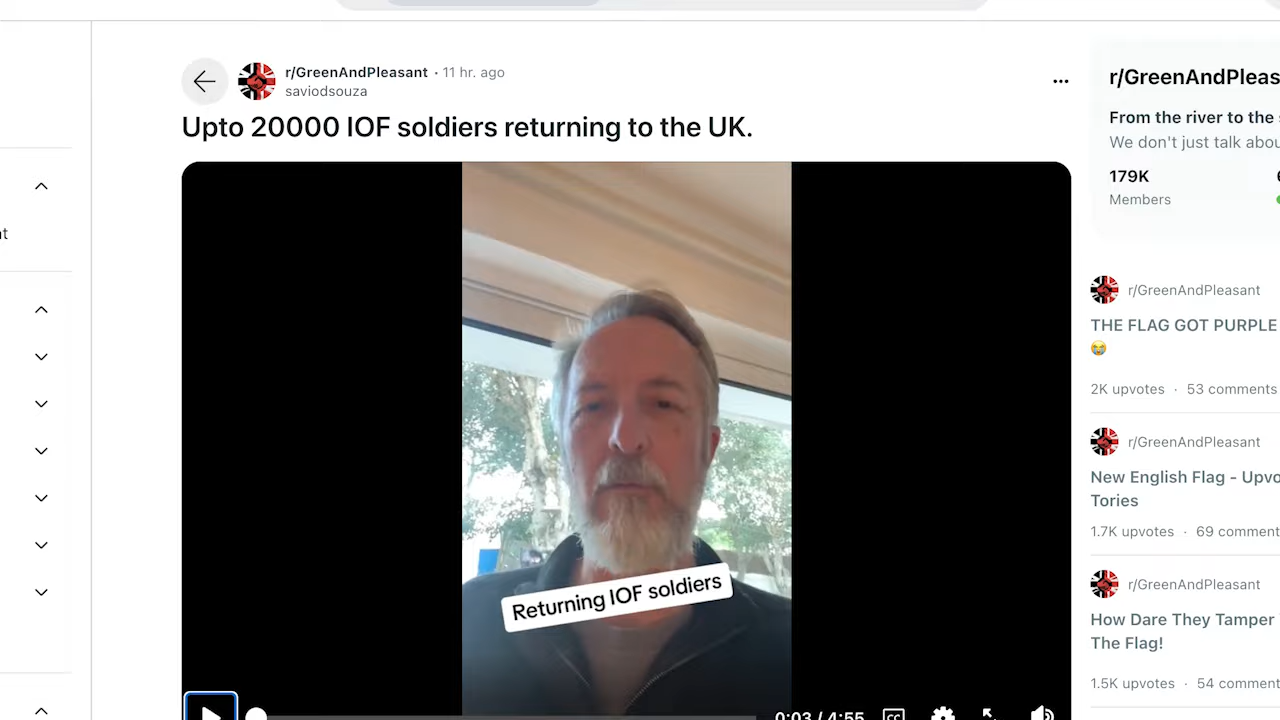 r/GreenAndPleasant • 11 hr. ago
saviodsouza
Upto 20000 IOF soldiers returning to the UK.
Returning IOF soldiers
0:03 / 4:55
CC
r/GreenAndPleas
From the river to the
We don't just talk abou
179K
Members
r/GreenAndPleasant
THE FLAG GOT PURPLE
2K upvotes · 53 comments
r/GreenAndPleasant
New English Flag - Upvo
Tories
1.7K upvotes · 69 comment
r/GreenAndPleasant
How Dare They Tamper
The Flag!
1.5K upvotes · 54 comment